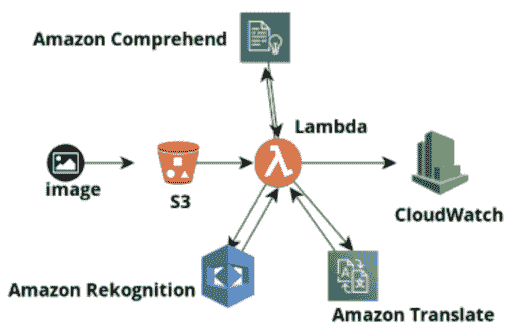 Amazon Comprehend
Lambda
image
S3
CloudWatch
Amazon Rekognition
Amazon Translate